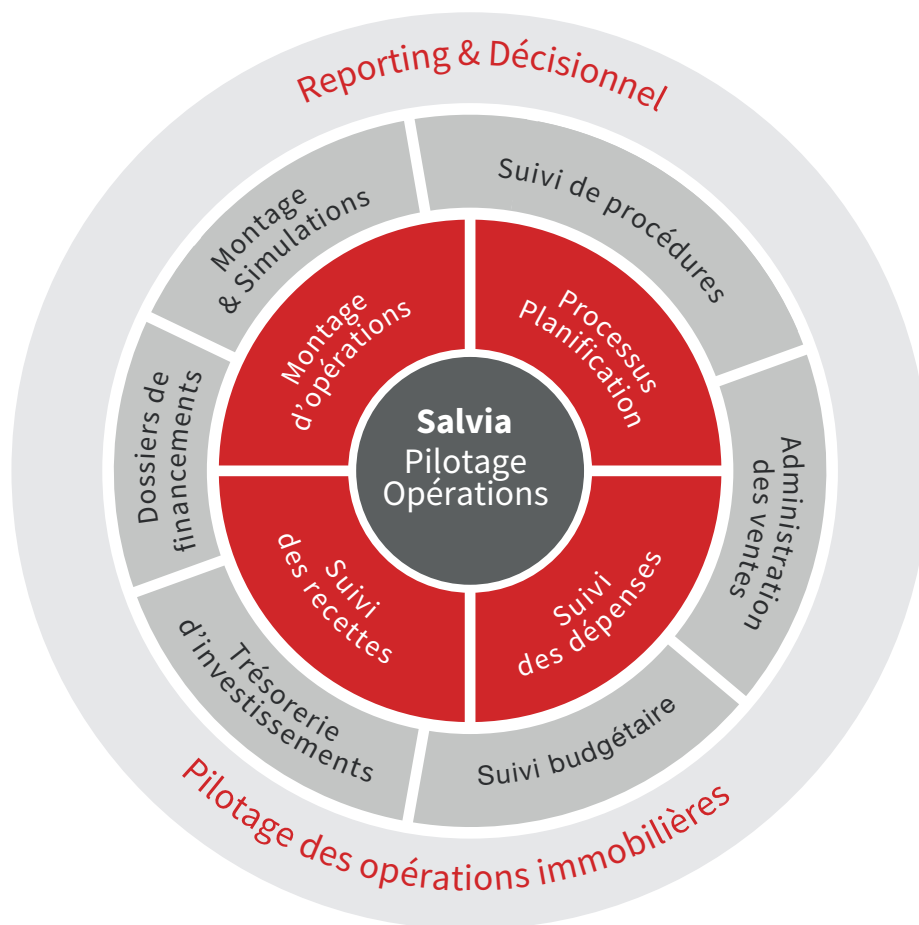 Reporting & Décisionnel
Montage
& Simulations
Suivi de procédures
Montage
d'opérations
Processus
Planification
Dossiers de
financements
Salvia
Pilotage
Opérations
Administration
des ventes
Suivi
des recettes
Suivi
des dépenses
Trésorerie
d'investissements
Suivi budgétaire
Pilotage des opérations immobilières